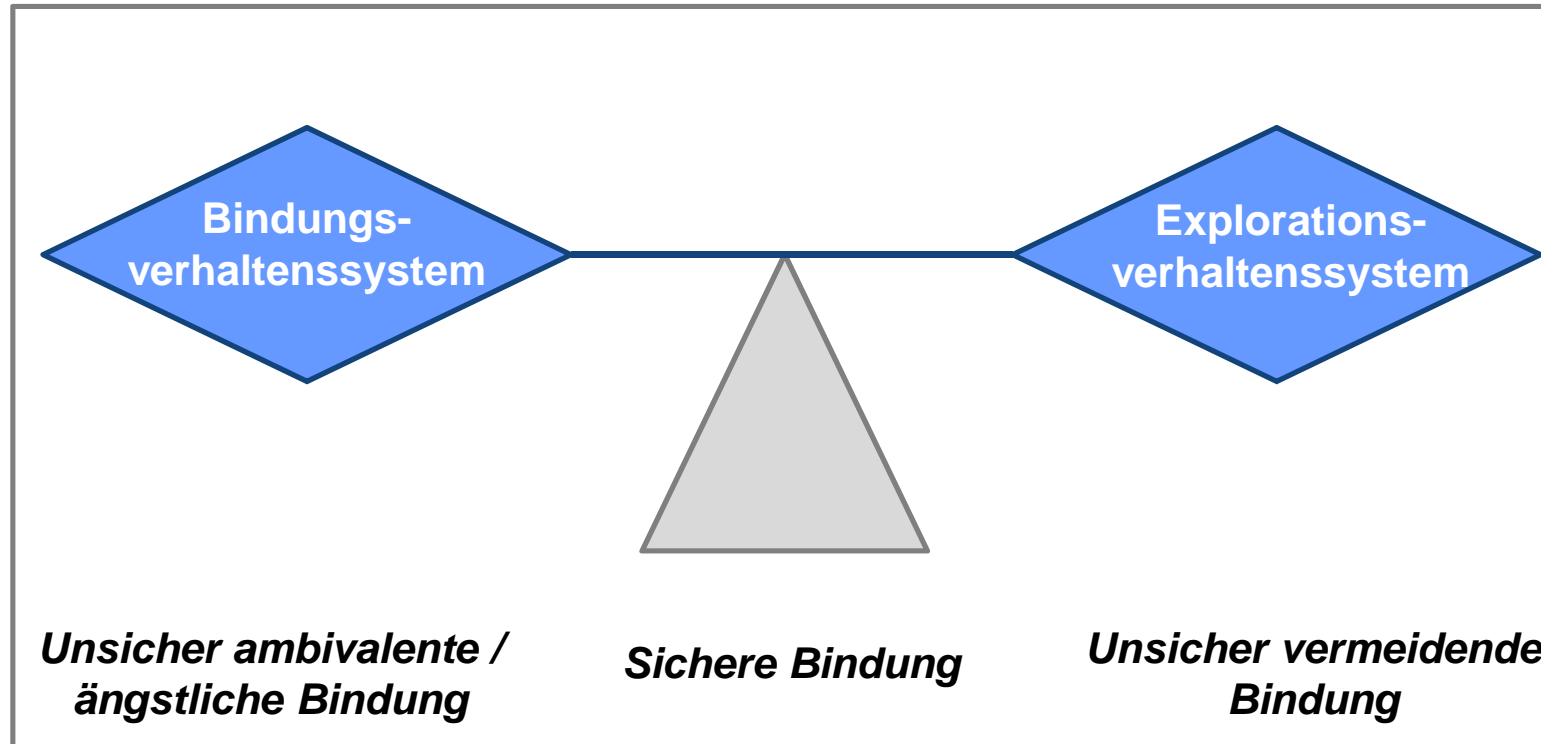 Bindungs-
verhaltenssystem
Explorations-
verhaltenssystem
Unsicher ambivalente /
ängstliche Bindung
Sichere Bindung
Unsicher vermeidende
Bindung